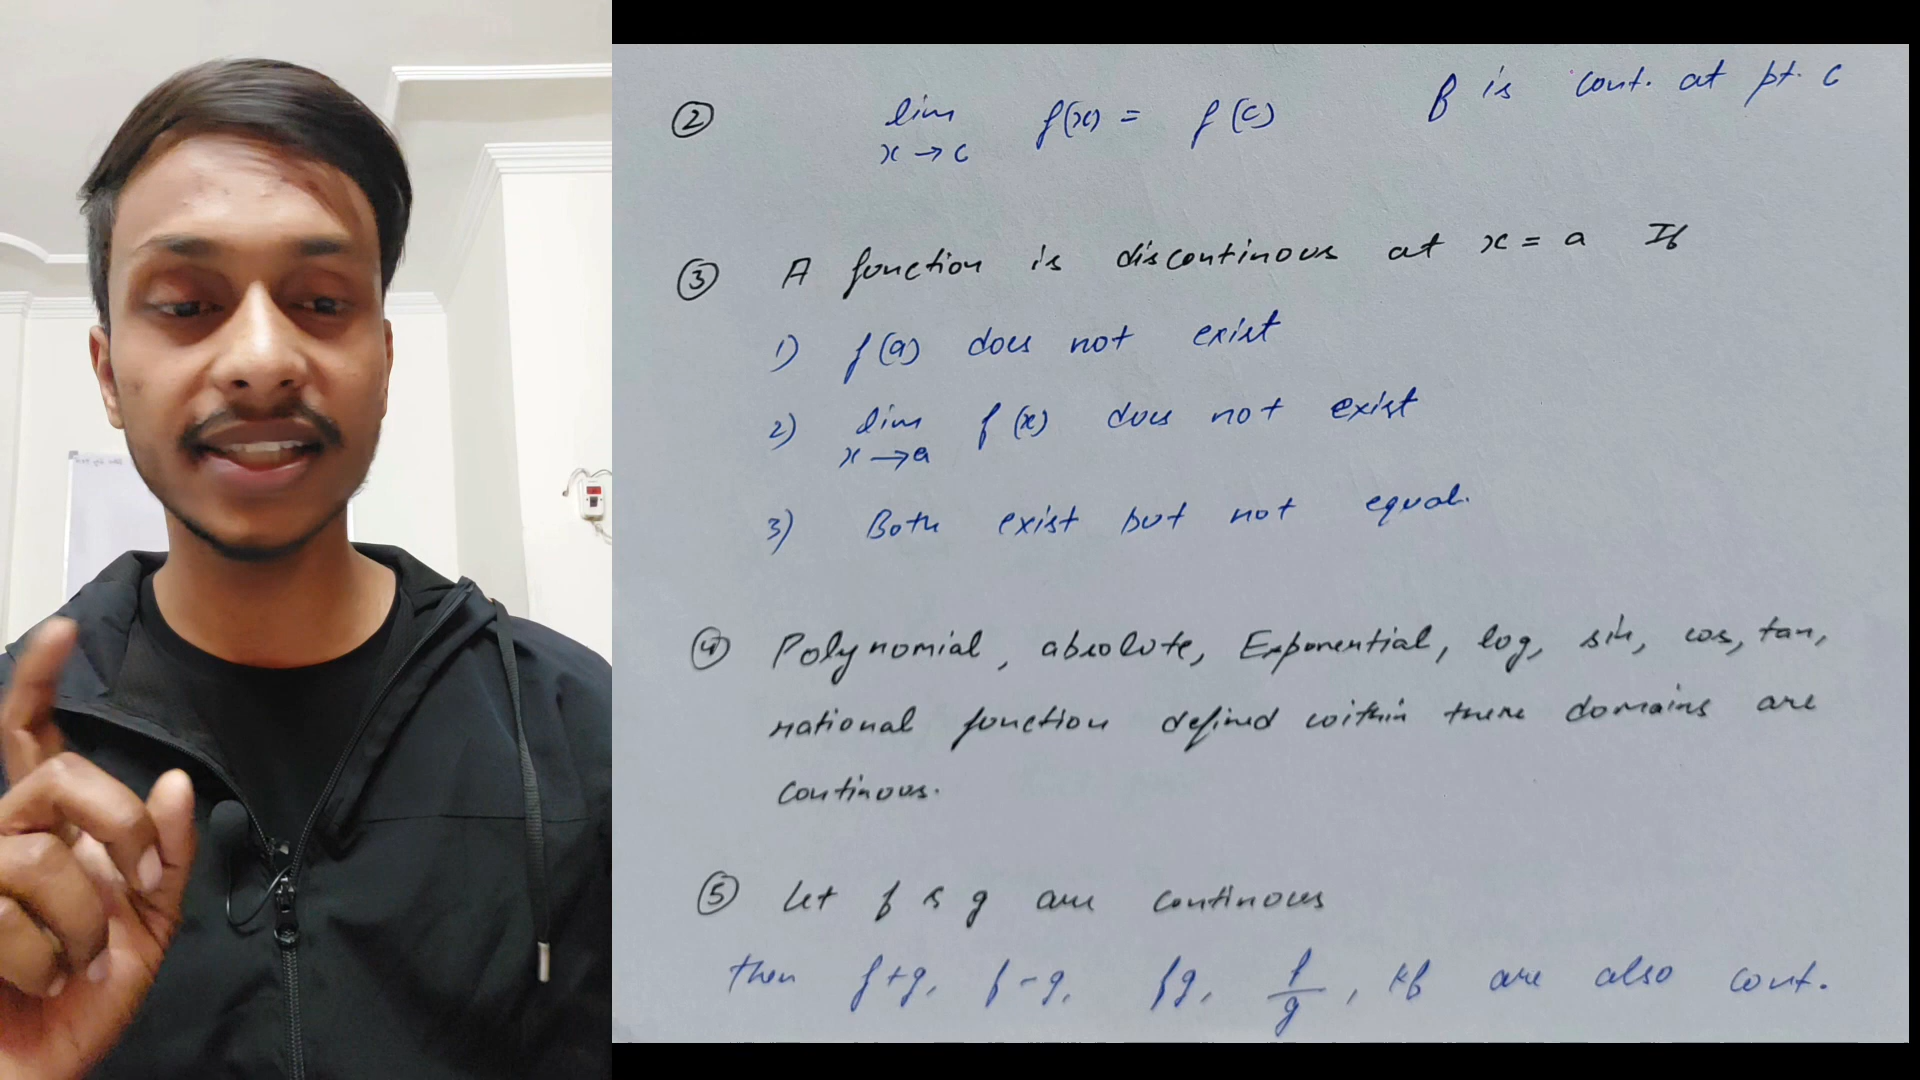 ② lim f(x) = f(c) f is cont. at pt. c
x → c
③ A function is discontinous at x = a If
1) f(a) does not exist
2) lim f(x) does not exist
x → a
3) Both exist but not equal.
④ Polynomial, absolute, Exponential, log, sin, cos, tan,
rational function defined within there domains are
continous.
⑤ Let f & g are continous
then f+g, f-g, fg, f/g, kf are also cont.